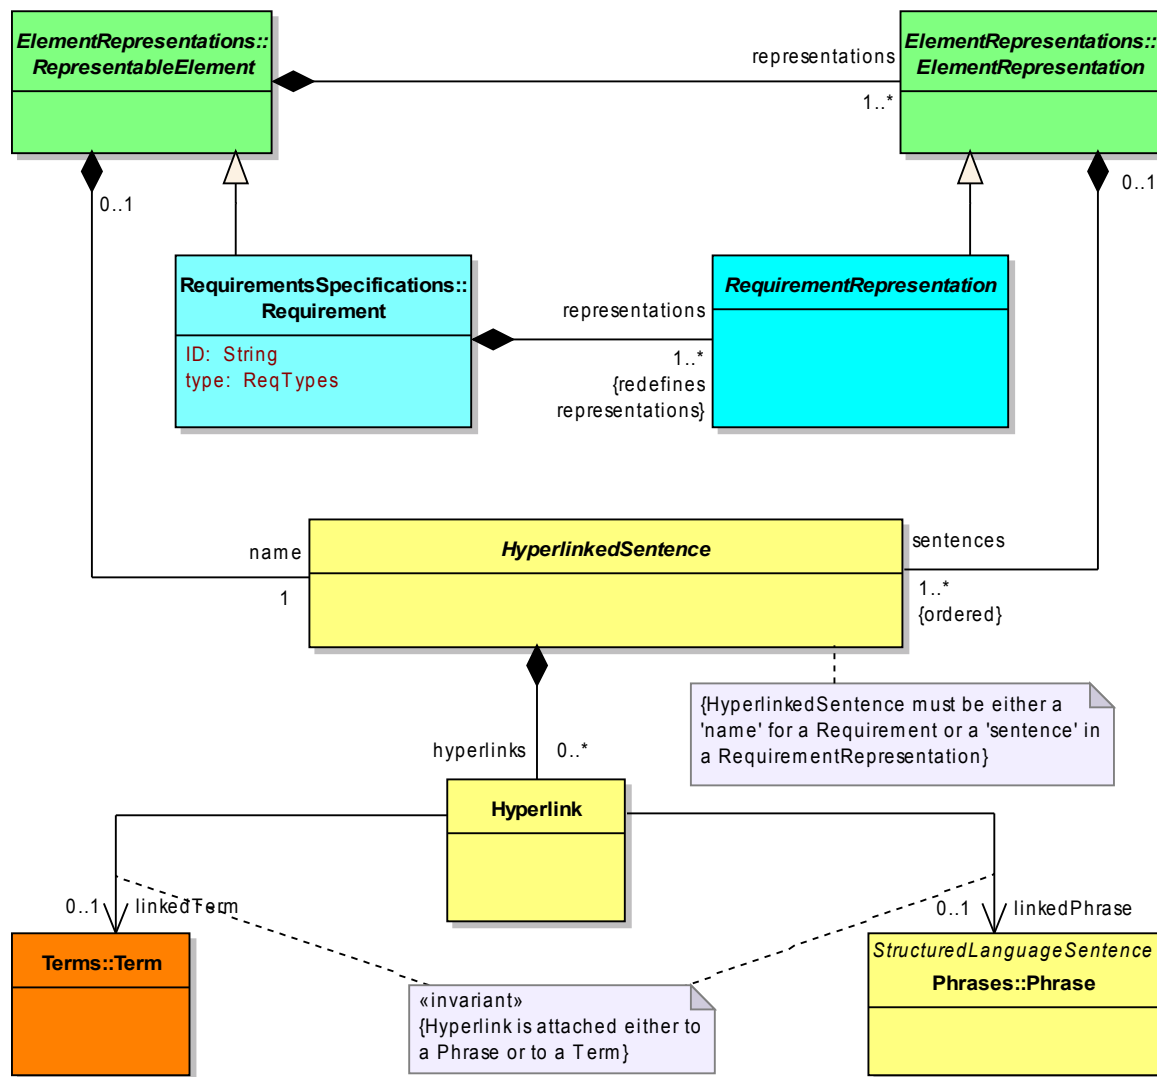 ElementRepresentations::
RepresentableElement
representations
1..*
ElementRepresentations::
ElementRepresentation
0..1
0..1
RequirementsSpecifications::
Requirement
ID: String
type: ReqTypes
representations
1..*
{redefines
representations}
RequirementRepresentation
name
1
HyperlinkedSentence
sentences
1..*
{ordered}
{HyperlinkedSentence must be either a
'name' for a Requirement or a 'sentence' in
a RequirementRepresentation}
hyperlinks 0..*
Hyperlink
0..1 linkedTerm
0..1 linkedPhrase
Terms::Term
StructuredLanguageSentence
Phrases::Phrase
«invariant»
{Hyperlink is attached either to
a Phrase or to a Term}